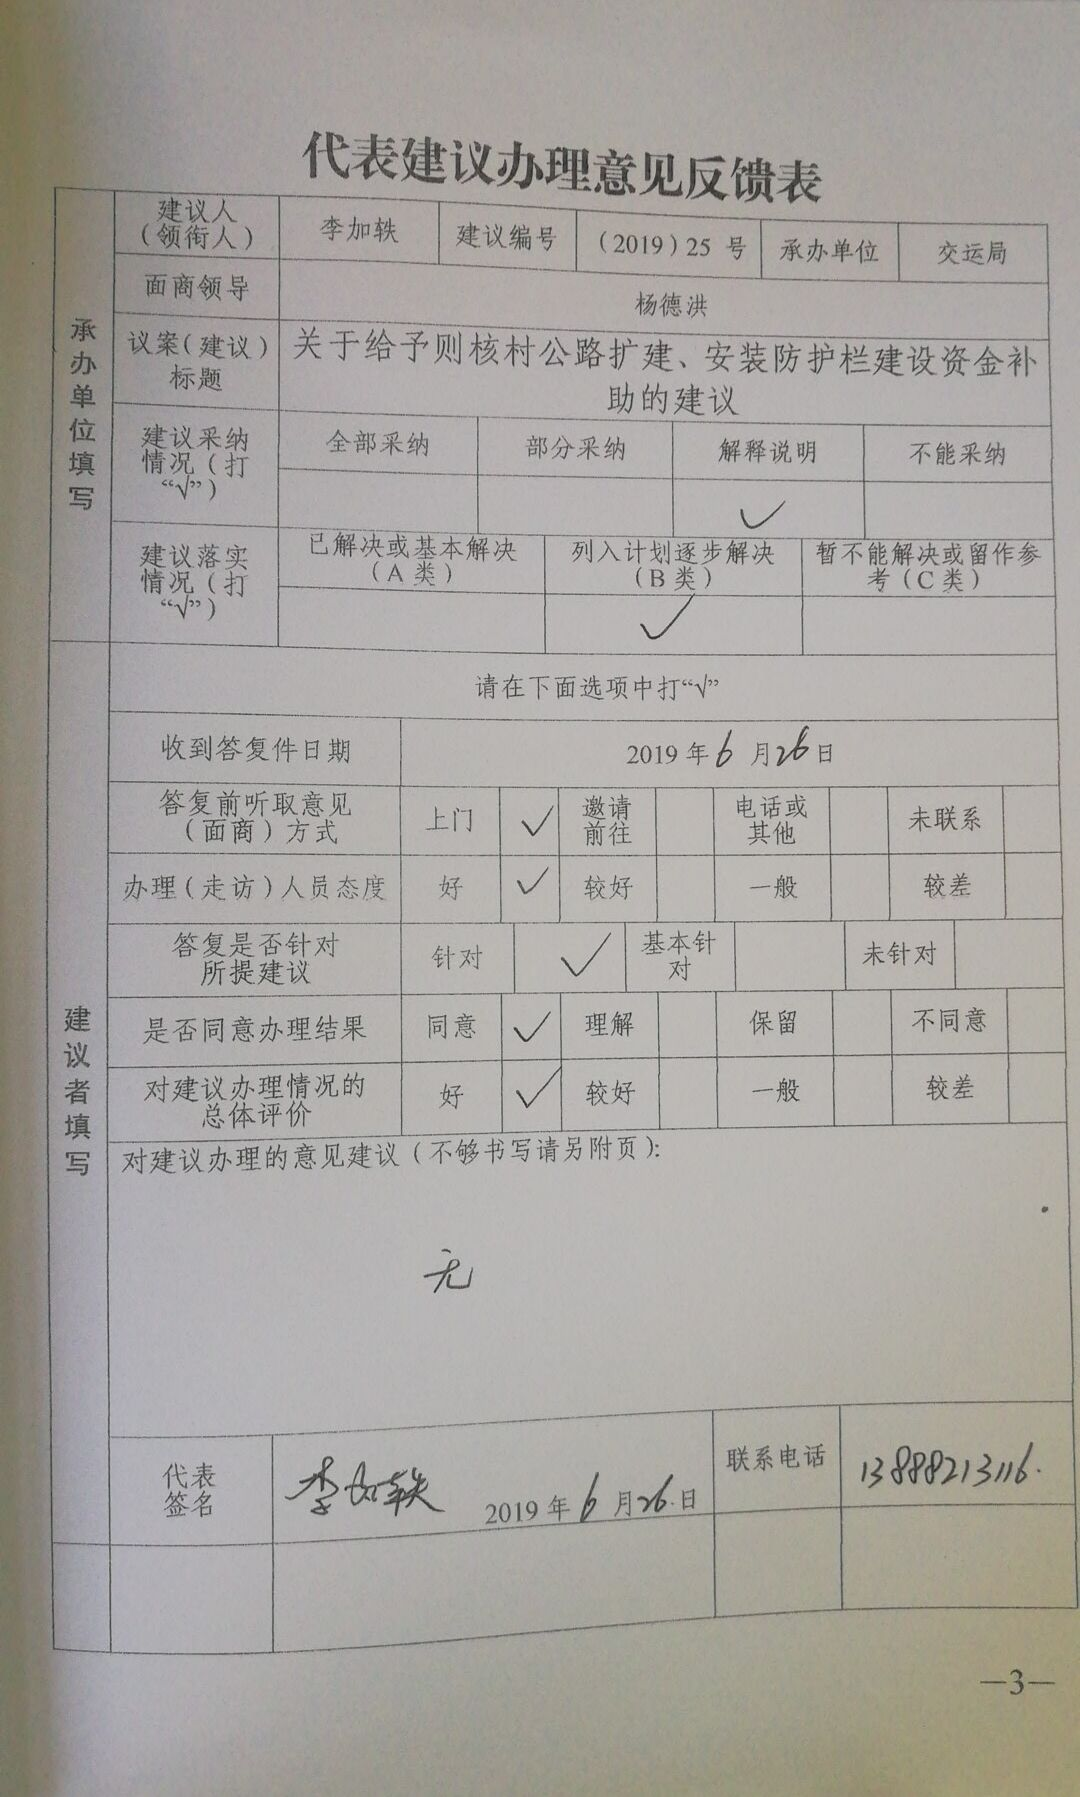 代表建议办理意见反馈表
承办单位填写
建议人
（领衔人）
李加轶
建议编号
（2019）25 号
承办单位
交运局
面商领导
杨德洪
议案（建议）
标题
关于给予则核村公路扩建、安装防护栏建设资金补
助的建议
建议采纳
情况（打
“√”）
全部采纳
部分采纳
解释说明
不能采纳
✓
建议落实
情况（打
“√”）
已解决或基本解决
（A 类）
列入计划逐步解决
（B 类）
暂不能解决或留作参
考（C 类）
✓
建议者填写
请在下面选项中打“√”
收到答复件日期
2019 年 6 月 26 日
答复前听取意见
（面商）方式
上门 ✓
邀请
前往
电话或
其他
未联系
办理（走访）人员态度
好 ✓ 较好 一般 较差
答复是否针对
所提建议
针对 ✓
基本针
对
未针对
是否同意办理结果
同意 ✓ 理解 保留 不同意
对建议办理情况的
总体评价
好 ✓ 较好 一般 较差
对建议办理的意见建议（不够书写请另附页）：
无
代表
签名
李加轶
2019 年 6 月 26 日
联系电话
13888213116.
—3—